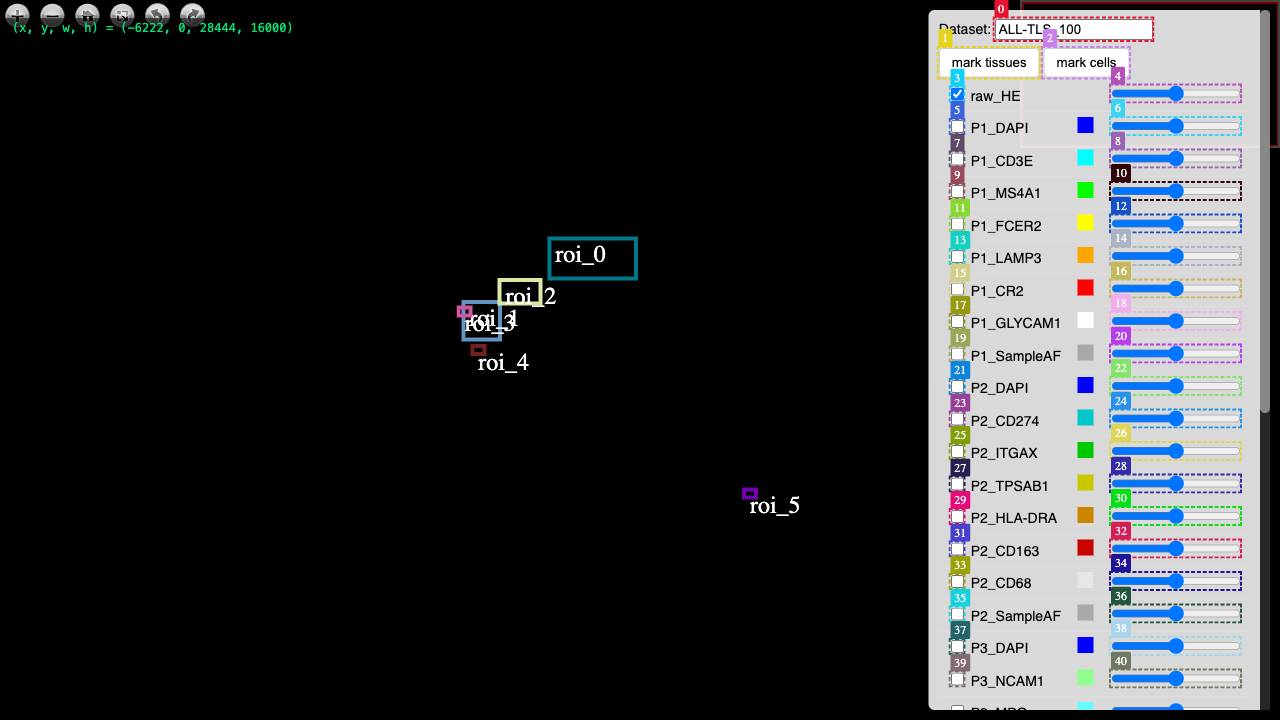 (x, y, w, h) = (-6222, 0, 28444, 16000)
roi_0
roi_2
roi_1
roi_3
roi_4
roi_5
0
Dataset: ALL-TLS_100
1
2
mark tissues mark cells
3
4
raw_HE
5
6
P1_DAPI
7
8
P1_CD3E
9
10
P1_MS4A1
11
12
P1_FCER2
13
14
P1_LAMP3
15
16
P1_CR2
17
18
P1_GLYCAM1
19
20
P1_SampleAF
21
22
P2_DAPI
23
24
P2_CD274
25
26
P2_ITGAX
27
28
P2_TPSAB1
29
30
P2_HLA-DRA
31
32
P2_CD163
33
34
P2_CD68
35
36
P2_SampleAF
37
38
P3_DAPI
39
40
P3_NCAM1